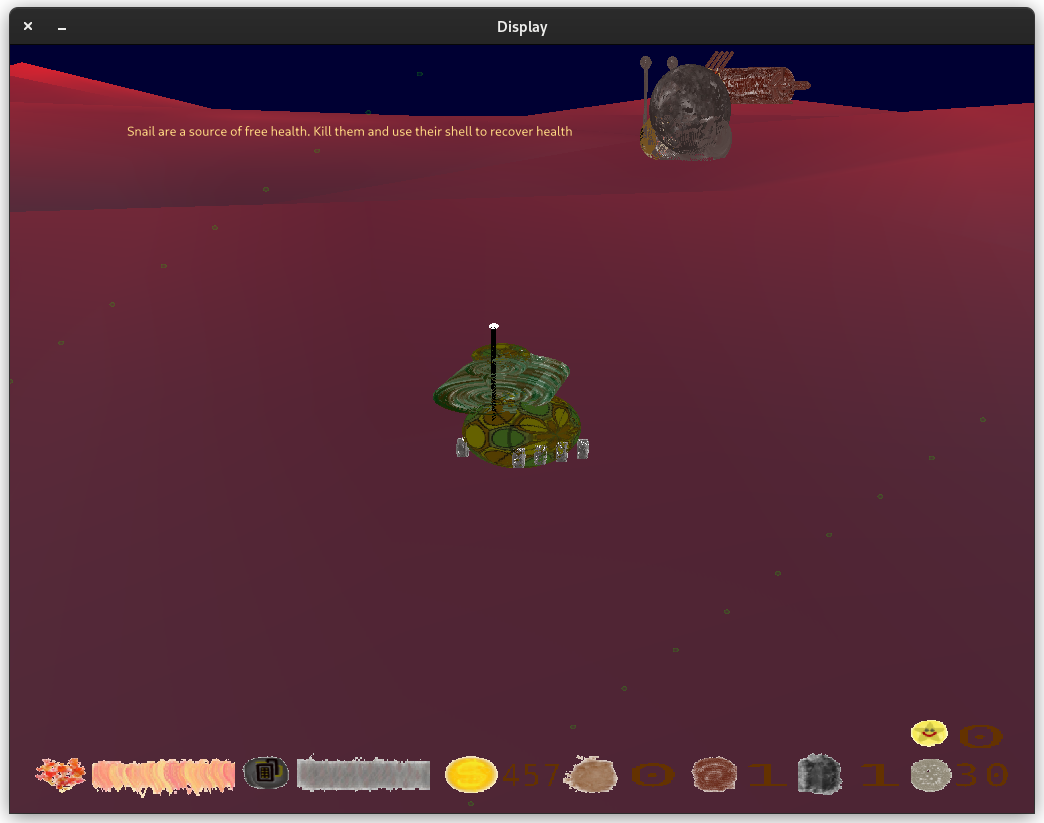 Display
Snail are a source of free health. Kill them and use their shell to recover health
0
457 0 1 1 30